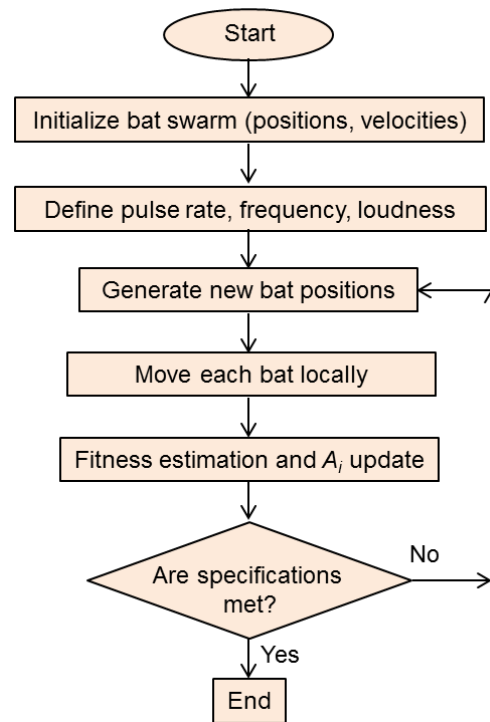 Start
Initialize bat swarm (positions, velocities)
Define pulse rate, frequency, loudness
Generate new bat positions
Move each bat locally
Fitness estimation and Ai update
Are specifications
met?
No
Yes
End